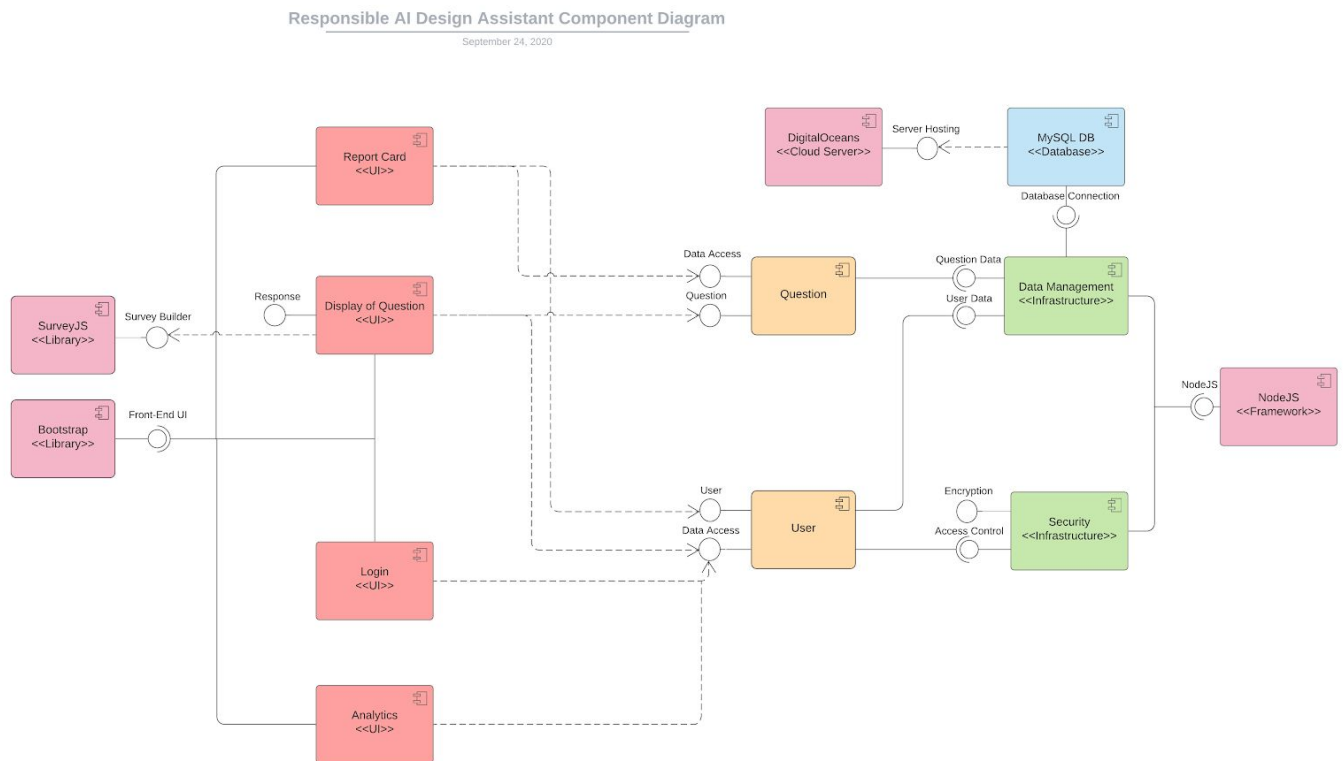 Responsible AI Design Assistant Component Diagram
September 24, 2020
DigitalOceans
<<Cloud Server>>
Server Hosting
MySQL DB
<<Database>>
Report Card
<<UI>>
Database Connection
Data Access
Question Data
Question
Data Management
<<Infrastructure>>
Response
Display of Question
<<UI>>
Question
User Data
SurveyJS
<<Library>>
Survey Builder
NodeJS
NodeJS
<<Framework>>
Bootstrap
<<Library>>
Front-End UI
User
Encryption
User
Security
<<Infrastructure>>
Data Access
Access Control
Login
<<UI>>
Analytics
<<UI>>